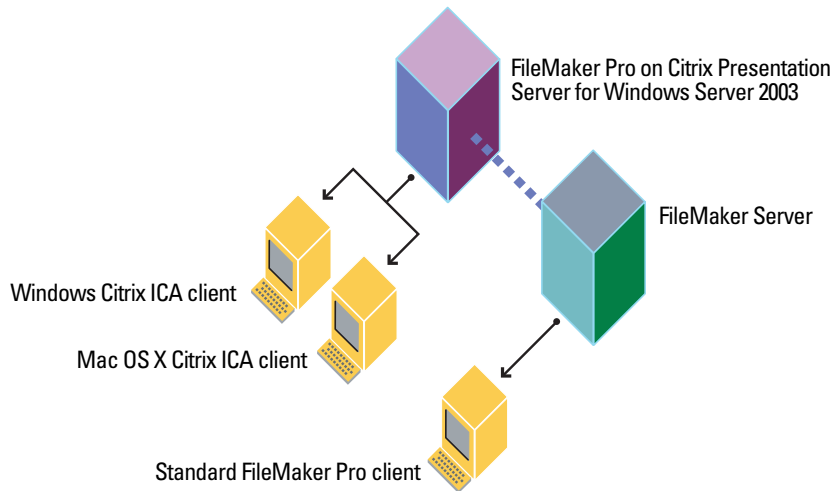 FileMaker Pro on Citrix Presentation
Server for Windows Server 2003
FileMaker Server
Windows Citrix ICA client
Mac OS X Citrix ICA client
Standard FileMaker Pro client